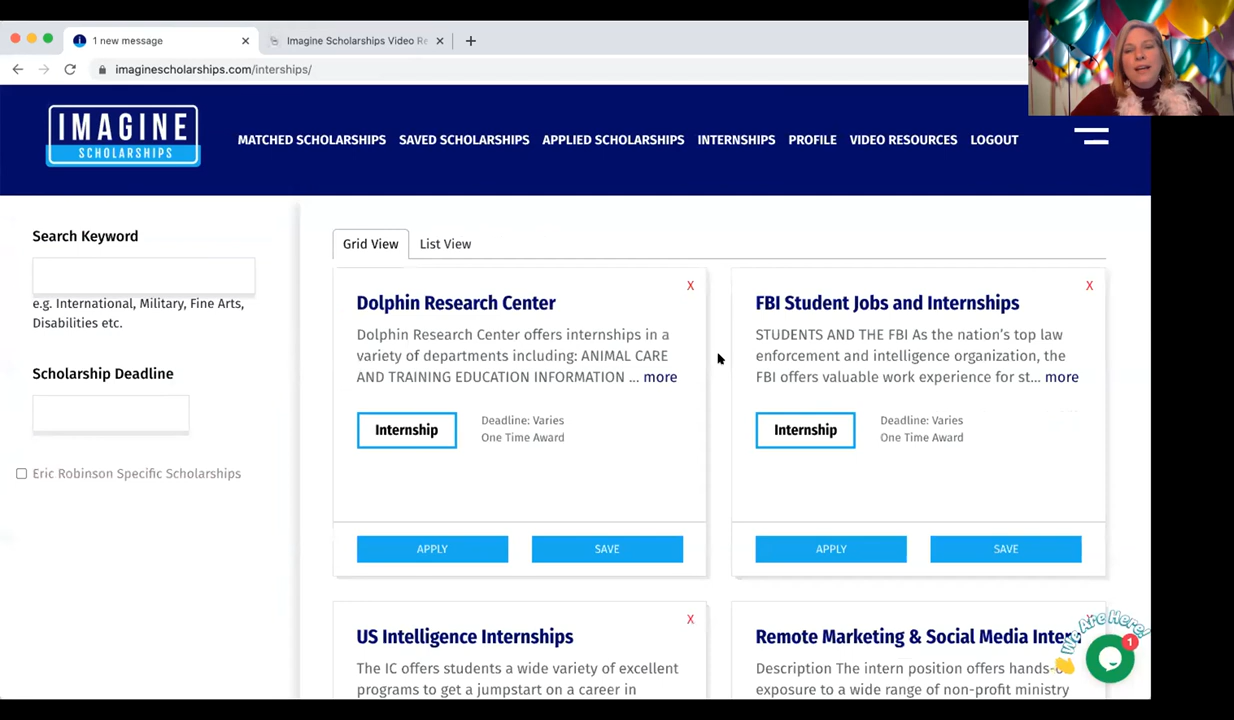 1 new message
Imagine Scholarships Video Re
imaginescholarships.com/interships/
IMAGINE
SCHOLARSHIPS
MATCHED SCHOLARSHIPS SAVED SCHOLARSHIPS APPLIED SCHOLARSHIPS INTERNSHIPS PROFILE VIDEO RESOURCES LOGOUT
Search Keyword
e.g. International, Military, Fine Arts,
Disabilities etc.
Scholarship Deadline
Eric Robinson Specific Scholarships
Grid View List View
X
Dolphin Research Center
Dolphin Research Center offers internships in a
variety of departments including: ANIMAL CARE
AND TRAINING EDUCATION INFORMATION ... more
Internship
Deadline: Varies
One Time Award
APPLY SAVE
X
FBI Student Jobs and Internships
STUDENTS AND THE FBI As the nation's top law
enforcement and intelligence organization, the
FBI offers valuable work experience for st... more
Internship
Deadline: Varies
One Time Award
APPLY SAVE
X
US Intelligence Internships
The IC offers students a wide variety of excellent
programs to get a jumpstart on a career in
Remote Marketing & Social Media Inter
Description The intern position offers hands-o
exposure to a wide range of non-profit ministry
We Are Here!
1